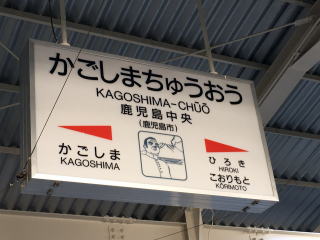 かごしまちゅうおう
KAGOSHIMA-CHŪŌ
鹿児島中央
(鹿児島市)
かごしま
KAGOSHIMA
ひろき
HIROKI
こおりもと
KŌRIMOTO